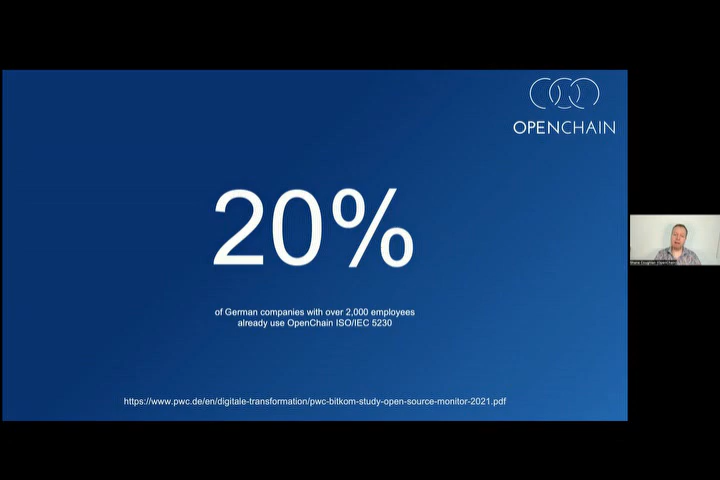 OPENCHAIN
20%
of German companies with over 2,000 employees
already use OpenChain ISO/IEC 5230
https://www.pwc.de/en/digitale-transformation/pwc-bitkom-study-open-source-monitor-2021.pdf